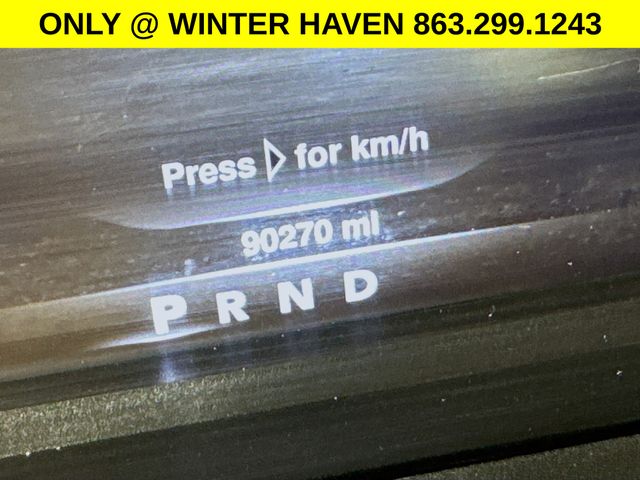 ONLY @ WINTER HAVEN 863.299.1243
Press ▷ for km/h
90270 mi
P R N D